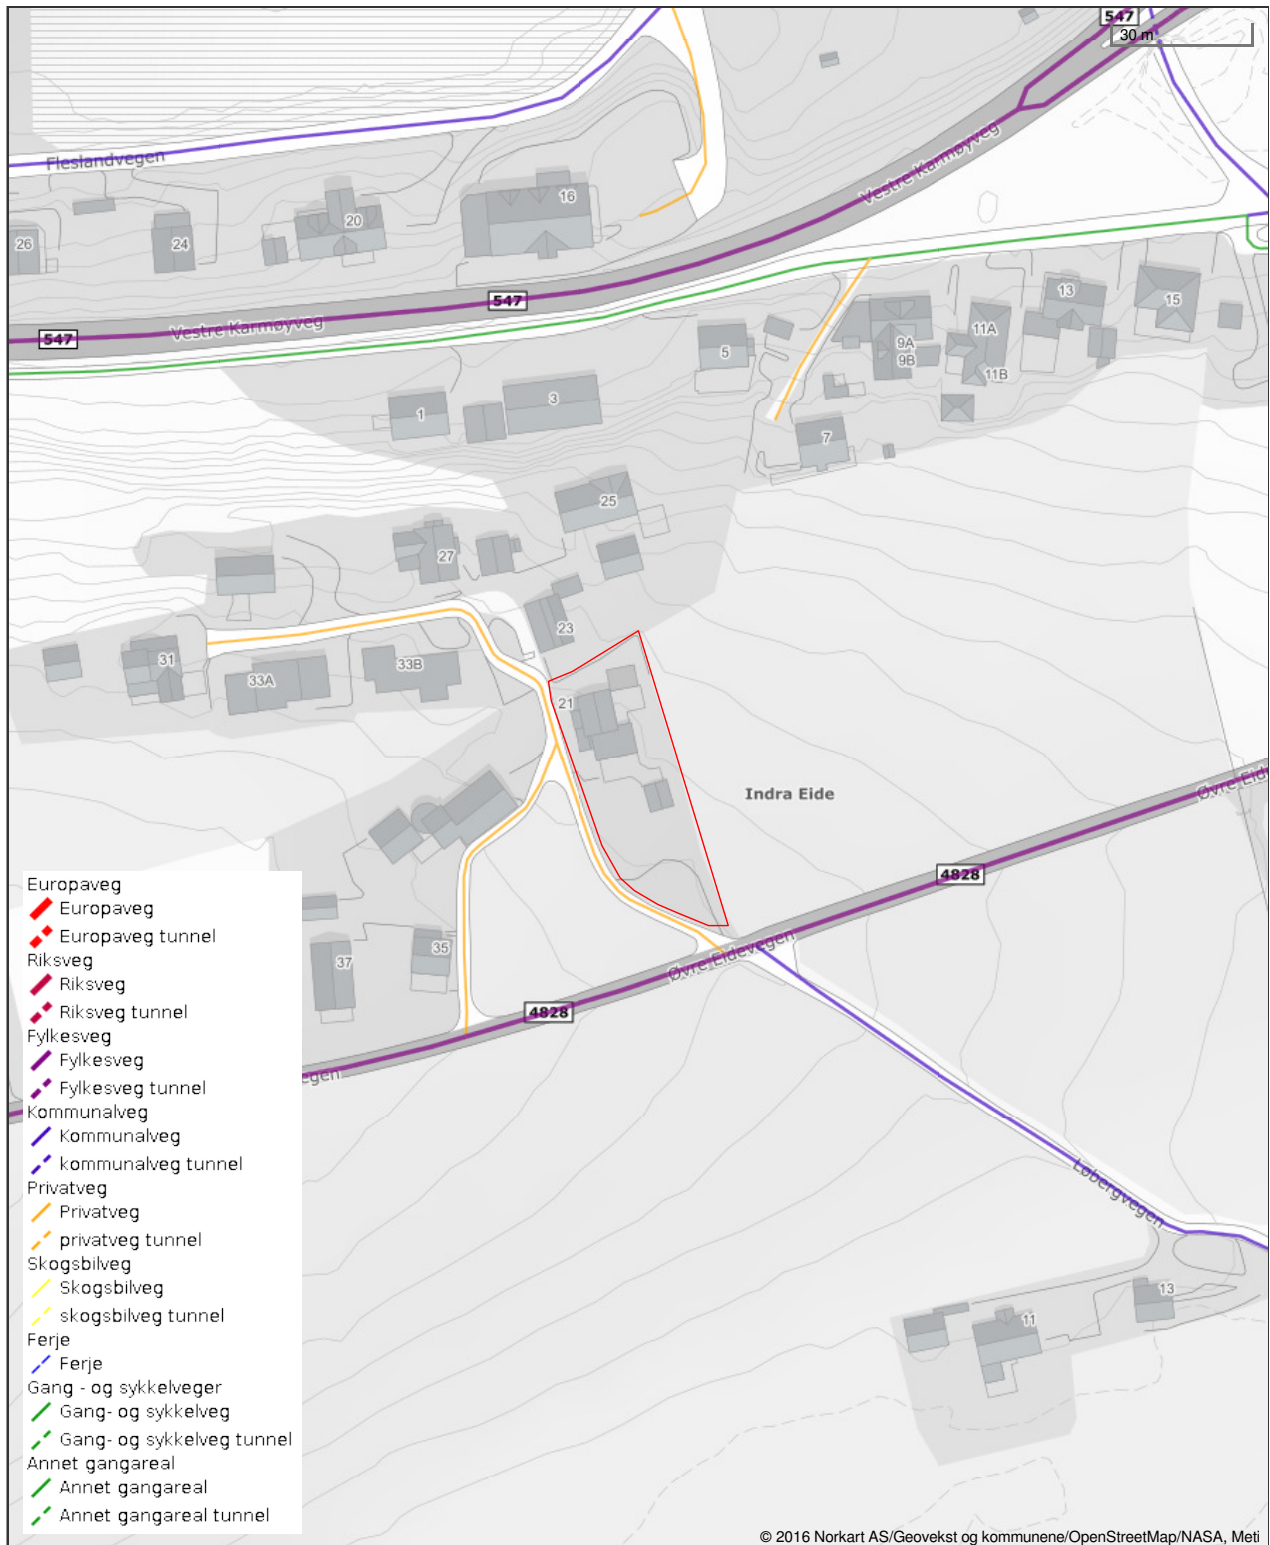 547
30 m
Fleslandvegen
Vestre Karmøyveg
16
20
26
24
13
15
547
11A
547
Vestre Karmøyveg
9A
5
9B
11B
3
1
7
25
27
23
31
33B
33A
21
Indra Eide
4828
Øvre Eidevegen
35
37
4828
egen
Løbergvegen
13
11
Europaveg
Europaveg
Europaveg tunnel
Riksveg
Riksveg
Riksveg tunnel
Fylkesveg
Fylkesveg
Fylkesveg tunnel
Kommunalveg
Kommunalveg
kommunalveg tunnel
Privatveg
Privatveg
privatveg tunnel
Skogsbilveg
Skogsbilveg
skogsbilveg tunnel
Ferje
Ferje
Gang - og sykkelveger
Gang- og sykkelveg
Gang- og sykkelveg tunnel
Annet gangareal
Annet gangareal
Annet gangareal tunnel
© 2016 Norkart AS/Geovekst og kommunene/OpenStreetMap/NASA, Meti